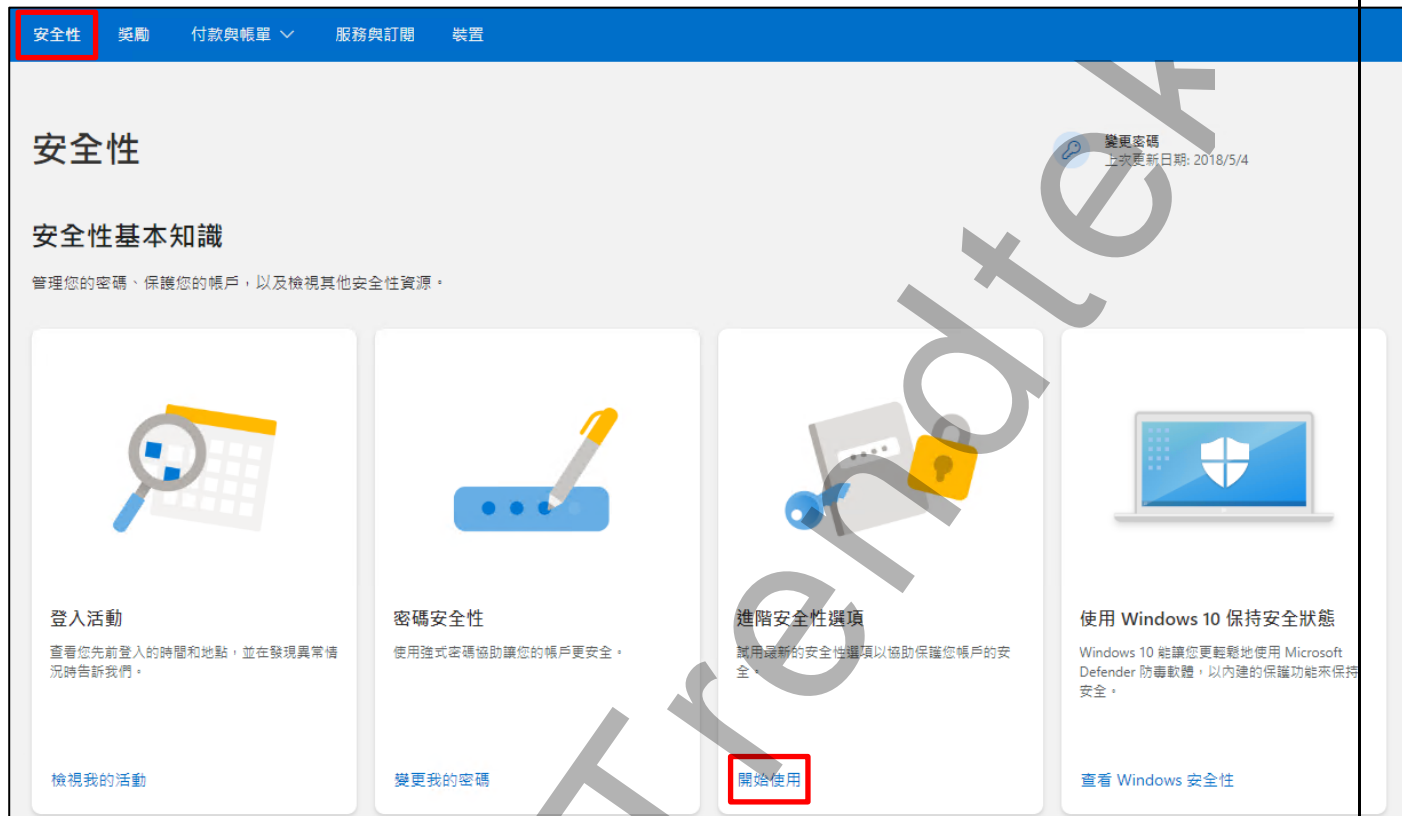 安全性 獎勵 付款與帳單 服務與訂閱 裝置
安全性
變更密碼
上次更新日期: 2018/5/4
安全性基本知識
管理您的密碼、保護您的帳戶，以及檢視其他安全性資源。
登入活動
查看您先前登入的時間和地點，並在發現異常情
況時告訴我們。
檢視我的活動
密碼安全性
使用強式密碼協助讓您的帳戶更安全。
變更我的密碼
進階安全性選項
試用最新的安全性選項以協助保護您帳戶的安
全。
開始使用
使用 Windows 10 保持安全狀態
Windows 10 能讓您更輕鬆地使用 Microsoft
Defender 防毒軟體，以內建的保護功能來保持
安全。
查看 Windows 安全性
Trendtek